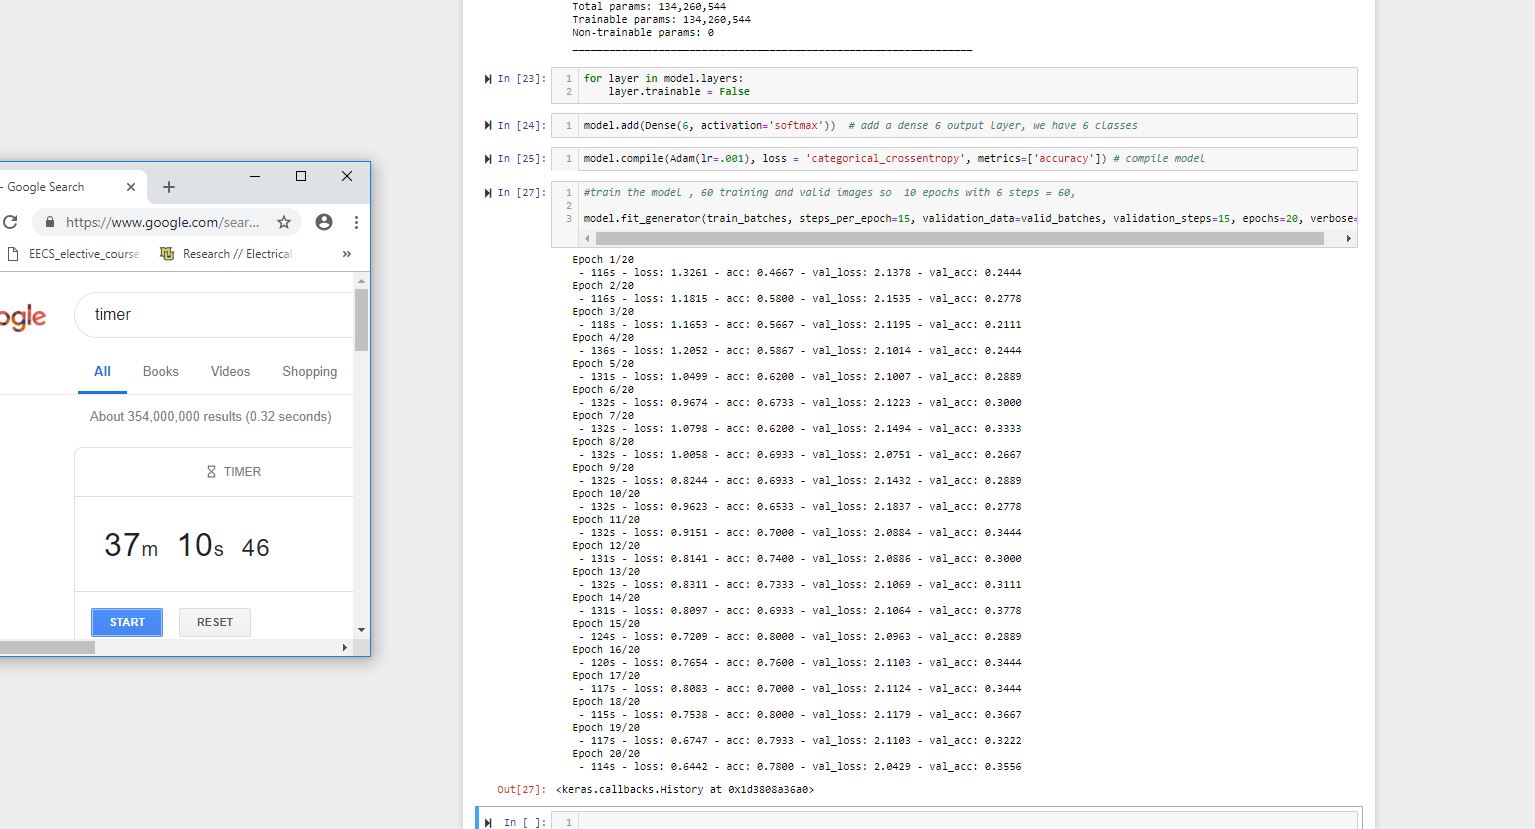 - Google Search
https://www.google.com/sear...
EECS_elective_course
Research // Electrical
»
ogle
timer
All
Books
Videos
Shopping
About 354,000,000 results (0.32 seconds)
TIMER
37m 10s 46
START
RESET
Total params: 134,260,544
Trainable params: 134,260,544
Non-trainable params: 0
In [23]:
1 for layer in model.layers:
2 layer.trainable = False
In [24]:
1 model.add(Dense(6, activation='softmax')) # add a dense 6 output layer, we have 6 classes
In [25]:
1 model.compile(Adam(lr=.001), loss = 'categorical_crossentropy', metrics=['accuracy']) # compile model
In [27]:
1 #train the model , 60 training and valid images so 10 epochs with 6 steps = 60,
2
3 model.fit_generator(train_batches, steps_per_epoch=15, validation_data=valid_batches, validation_steps=15, epochs=20, verbose=
Epoch 1/20
- 116s - loss: 1.3261 - acc: 0.4667 - val_loss: 2.1378 - val_acc: 0.2444
Epoch 2/20
- 116s - loss: 1.1815 - acc: 0.5800 - val_loss: 2.1535 - val_acc: 0.2778
Epoch 3/20
- 118s - loss: 1.1653 - acc: 0.5667 - val_loss: 2.1195 - val_acc: 0.2111
Epoch 4/20
- 136s - loss: 1.2052 - acc: 0.5867 - val_loss: 2.1014 - val_acc: 0.2444
Epoch 5/20
- 131s - loss: 1.0499 - acc: 0.6200 - val_loss: 2.1007 - val_acc: 0.2889
Epoch 6/20
- 132s - loss: 0.9674 - acc: 0.6733 - val_loss: 2.1223 - val_acc: 0.3000
Epoch 7/20
- 132s - loss: 1.0798 - acc: 0.6200 - val_loss: 2.1494 - val_acc: 0.3333
Epoch 8/20
- 132s - loss: 1.0058 - acc: 0.6933 - val_loss: 2.0751 - val_acc: 0.2667
Epoch 9/20
- 132s - loss: 0.8244 - acc: 0.6933 - val_loss: 2.1432 - val_acc: 0.2889
Epoch 10/20
- 132s - loss: 0.9623 - acc: 0.6533 - val_loss: 2.1837 - val_acc: 0.2778
Epoch 11/20
- 132s - loss: 0.9151 - acc: 0.7000 - val_loss: 2.0884 - val_acc: 0.3444
Epoch 12/20
- 131s - loss: 0.8141 - acc: 0.7400 - val_loss: 2.0886 - val_acc: 0.3000
Epoch 13/20
- 132s - loss: 0.8311 - acc: 0.7333 - val_loss: 2.1069 - val_acc: 0.3111
Epoch 14/20
- 131s - loss: 0.8097 - acc: 0.6933 - val_loss: 2.1064 - val_acc: 0.3778
Epoch 15/20
- 124s - loss: 0.7209 - acc: 0.8000 - val_loss: 2.0963 - val_acc: 0.2889
Epoch 16/20
- 120s - loss: 0.7654 - acc: 0.7600 - val_loss: 2.1103 - val_acc: 0.3444
Epoch 17/20
- 117s - loss: 0.8083 - acc: 0.7000 - val_loss: 2.1124 - val_acc: 0.3444
Epoch 18/20
- 115s - loss: 0.7538 - acc: 0.8000 - val_loss: 2.1179 - val_acc: 0.3667
Epoch 19/20
- 117s - loss: 0.6747 - acc: 0.7933 - val_loss: 2.1103 - val_acc: 0.3222
Epoch 20/20
- 114s - loss: 0.6442 - acc: 0.7800 - val_loss: 2.0429 - val_acc: 0.3556
Out[27]: <keras.callbacks.History at 0x1d3808a36a0>
In [ ]:
1